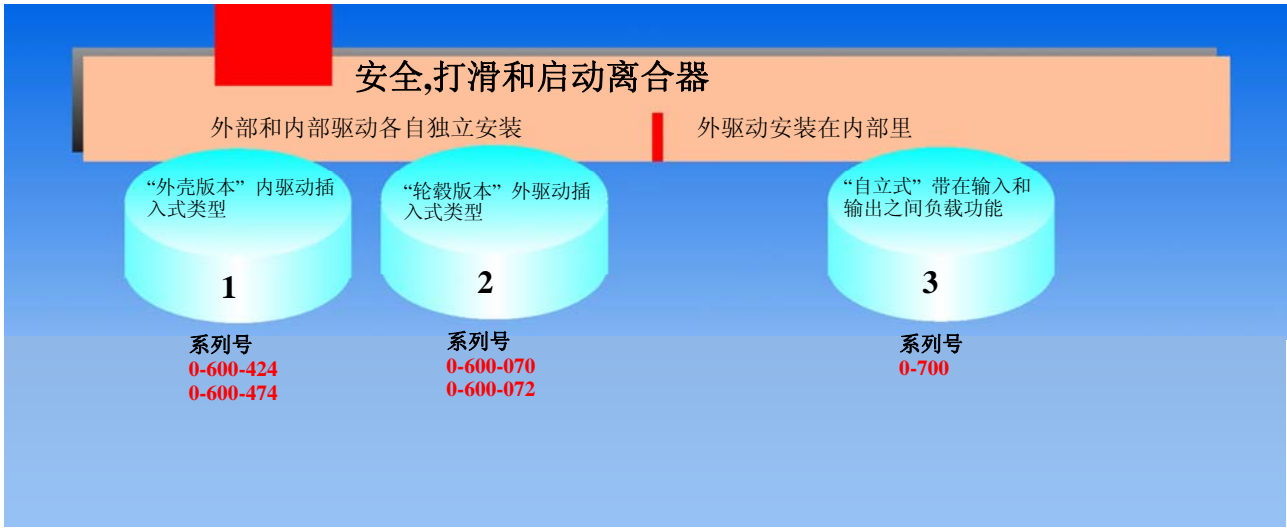 安全,打滑和启动离合器
外部和内部驱动各自独立安装
外驱动安装在内部里
“外壳版本” 内驱动插
入式类型
1
系列号
0-600-424
0-600-474
“轮毂版本” 外驱动插
入式类型
2
系列号
0-600-070
0-600-072
“自立式” 带在输入和
输出之间负载功能
3
系列号
0-700